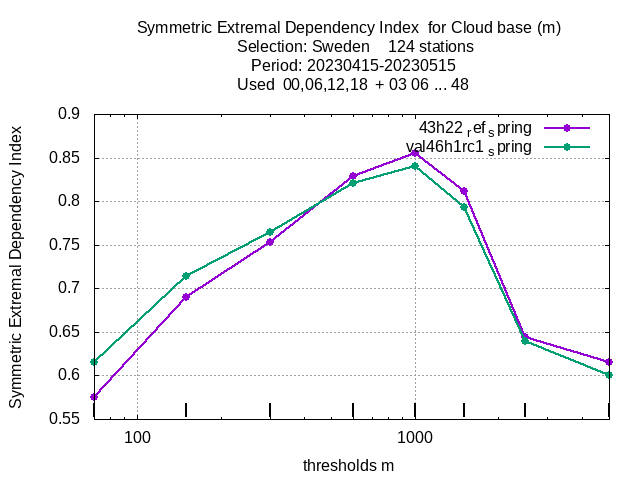 Symmetric Extremal Dependency Index  for Cloud base (m)
Selection: Sweden    124 stations
Period: 20230415-20230515
Used  00,06,12,18  + 03 06 ... 48
43h22 ref spring
val46h1rc1 spring
Symmetric Extremal Dependency Index
0.9
0.85
0.8
0.75
0.7
0.65
0.6
0.55
100
1000
thresholds m